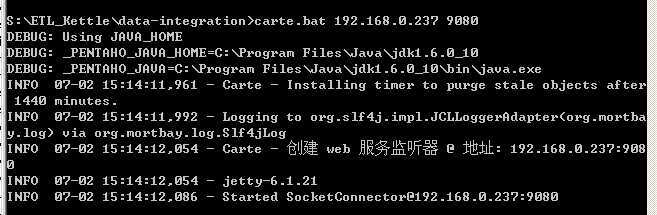 S:\ETL_Kettle\data-integration>carte.bat 192.168.0.237 9080
DEBUG: Using JAVA_HOME
DEBUG: _PENTAHO_JAVA_HOME=C:\Program Files\Java\jdk1.6.0_10
DEBUG: _PENTAHO_JAVA=C:\Program Files\Java\jdk1.6.0_10\bin\java.exe
INFO  07-02 15:14:11,961 - Carte - Installing timer to purge stale objects after
 1440 minutes.
INFO  07-02 15:14:11,992 - Logging to org.slf4j.impl.JCLLoggerAdapter(org.mortba
y.log) via org.mortbay.log.Slf4jLog
INFO  07-02 15:14:12,054 - Carte - 创建 web 服务监听器 @ 地址: 192.168.0.237:908
0
INFO  07-02 15:14:12,054 - jetty-6.1.21
INFO  07-02 15:14:12,086 - Started SocketConnector@192.168.0.237:9080